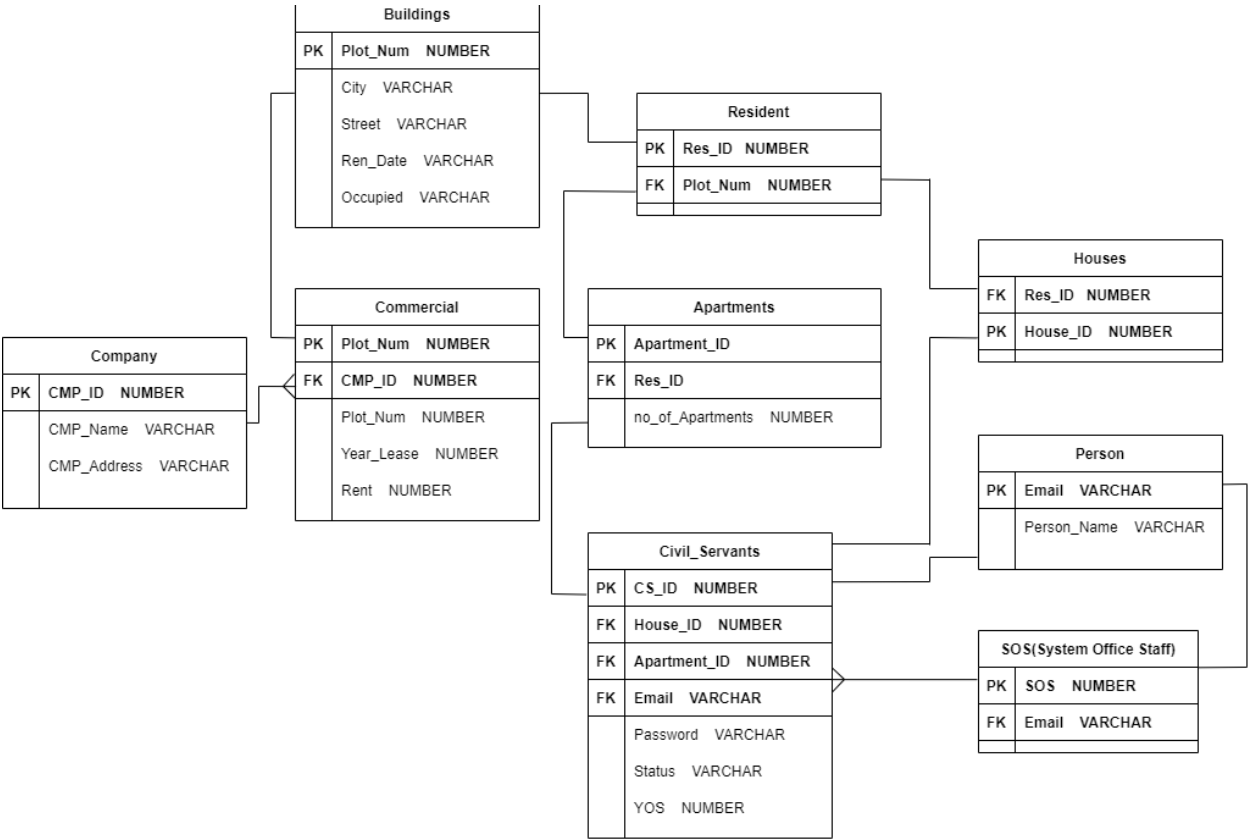 Buildings
PK Plot_Num NUMBER
City VARCHAR
Street VARCHAR
Ren_Date VARCHAR
Occupied VARCHAR
Resident
PK Res_ID NUMBER
FK Plot_Num NUMBER
Houses
FK Res_ID NUMBER
PK House_ID NUMBER
Commercial
PK Plot_Num NUMBER
FK CMP_ID NUMBER
Plot_Num NUMBER
Year_Lease NUMBER
Rent NUMBER
Apartments
PK Apartment_ID
FK Res_ID
no_of_Apartments NUMBER
Company
PK CMP_ID NUMBER
CMP_Name VARCHAR
CMP_Address VARCHAR
Person
PK Email VARCHAR
Person_Name VARCHAR
Civil_Servants
PK CS_ID NUMBER
FK House_ID NUMBER
FK Apartment_ID NUMBER
FK Email VARCHAR
Password VARCHAR
Status VARCHAR
YOS NUMBER
SOS(System Office Staff)
PK SOS NUMBER
FK Email VARCHAR